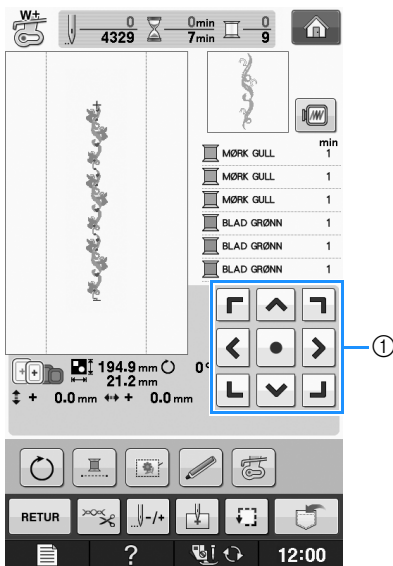 W+
0 0min 0
4329 7min 9
min
MØRK GULL 1
MØRK GULL 1
MØRK GULL 1
BLAD GRØNN 1
BLAD GRØNN 1
BLAD GRØNN 1
1
194.9 mm 0°
21.2 mm
+ 0.0 mm + 0.0 mm
RETUR -/+
? 12:00